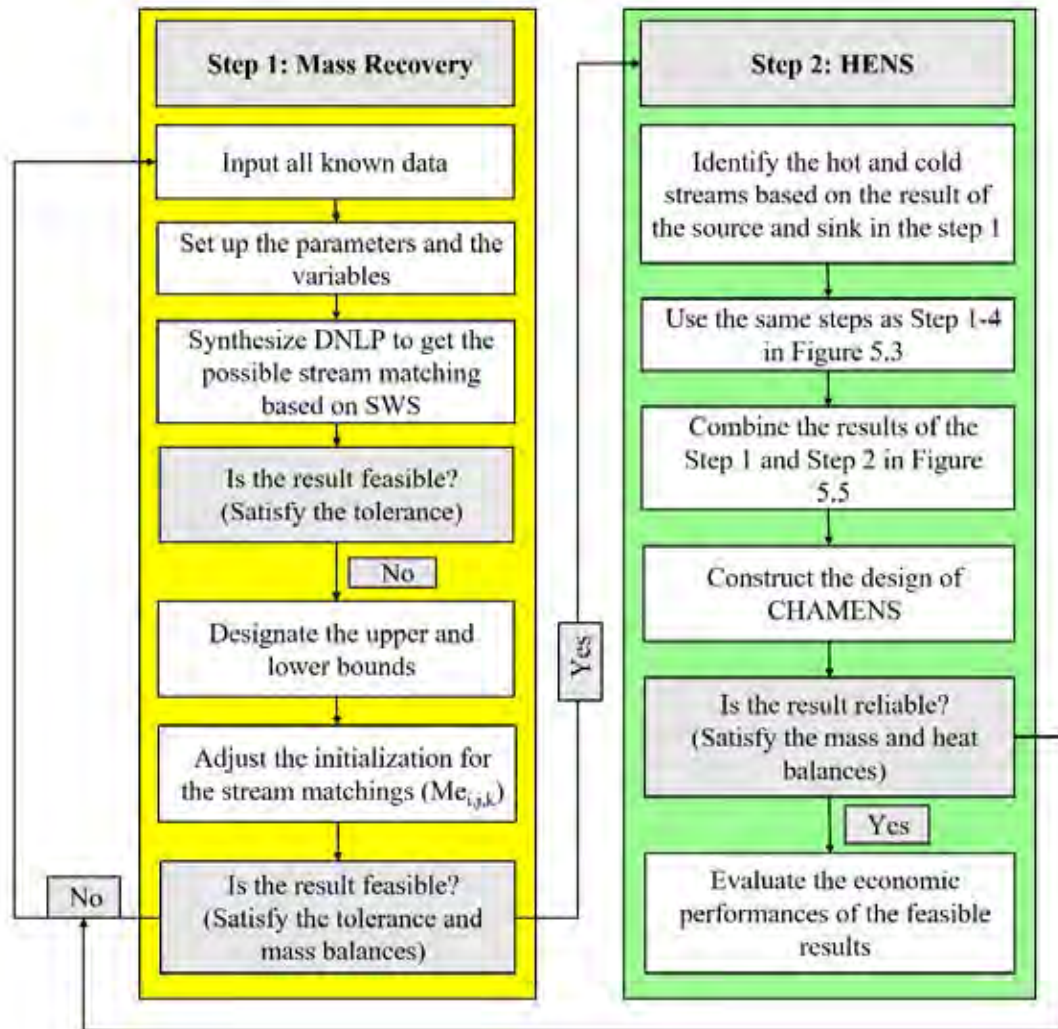 Step 1: Mass Recovery
Input all known data
Set up the parameters and the
variables
Synthesize DNLP to get the
possible stream matching
based on SWS
Is the result feasible?
(Satisfy the tolerance)
No
Designate the upper and
lower bounds
Adjust the initialization for
the stream matchings (Me_{i,j,k})
Is the result feasible?
(Satisfy the tolerance and
mass balances)
No
Yes
Step 2: HENS
Identify the hot and cold
streams based on the result of
the source and sink in the step 1
Use the same steps as Step 1-4
in Figure 5.3
Combine the results of the
Step 1 and Step 2 in Figure
5.5
Construct the design of
CHAMENS
Is the result reliable?
(Satisfy the mass and heat
balances)
Yes
Evaluate the economic
performances of the feasible
results